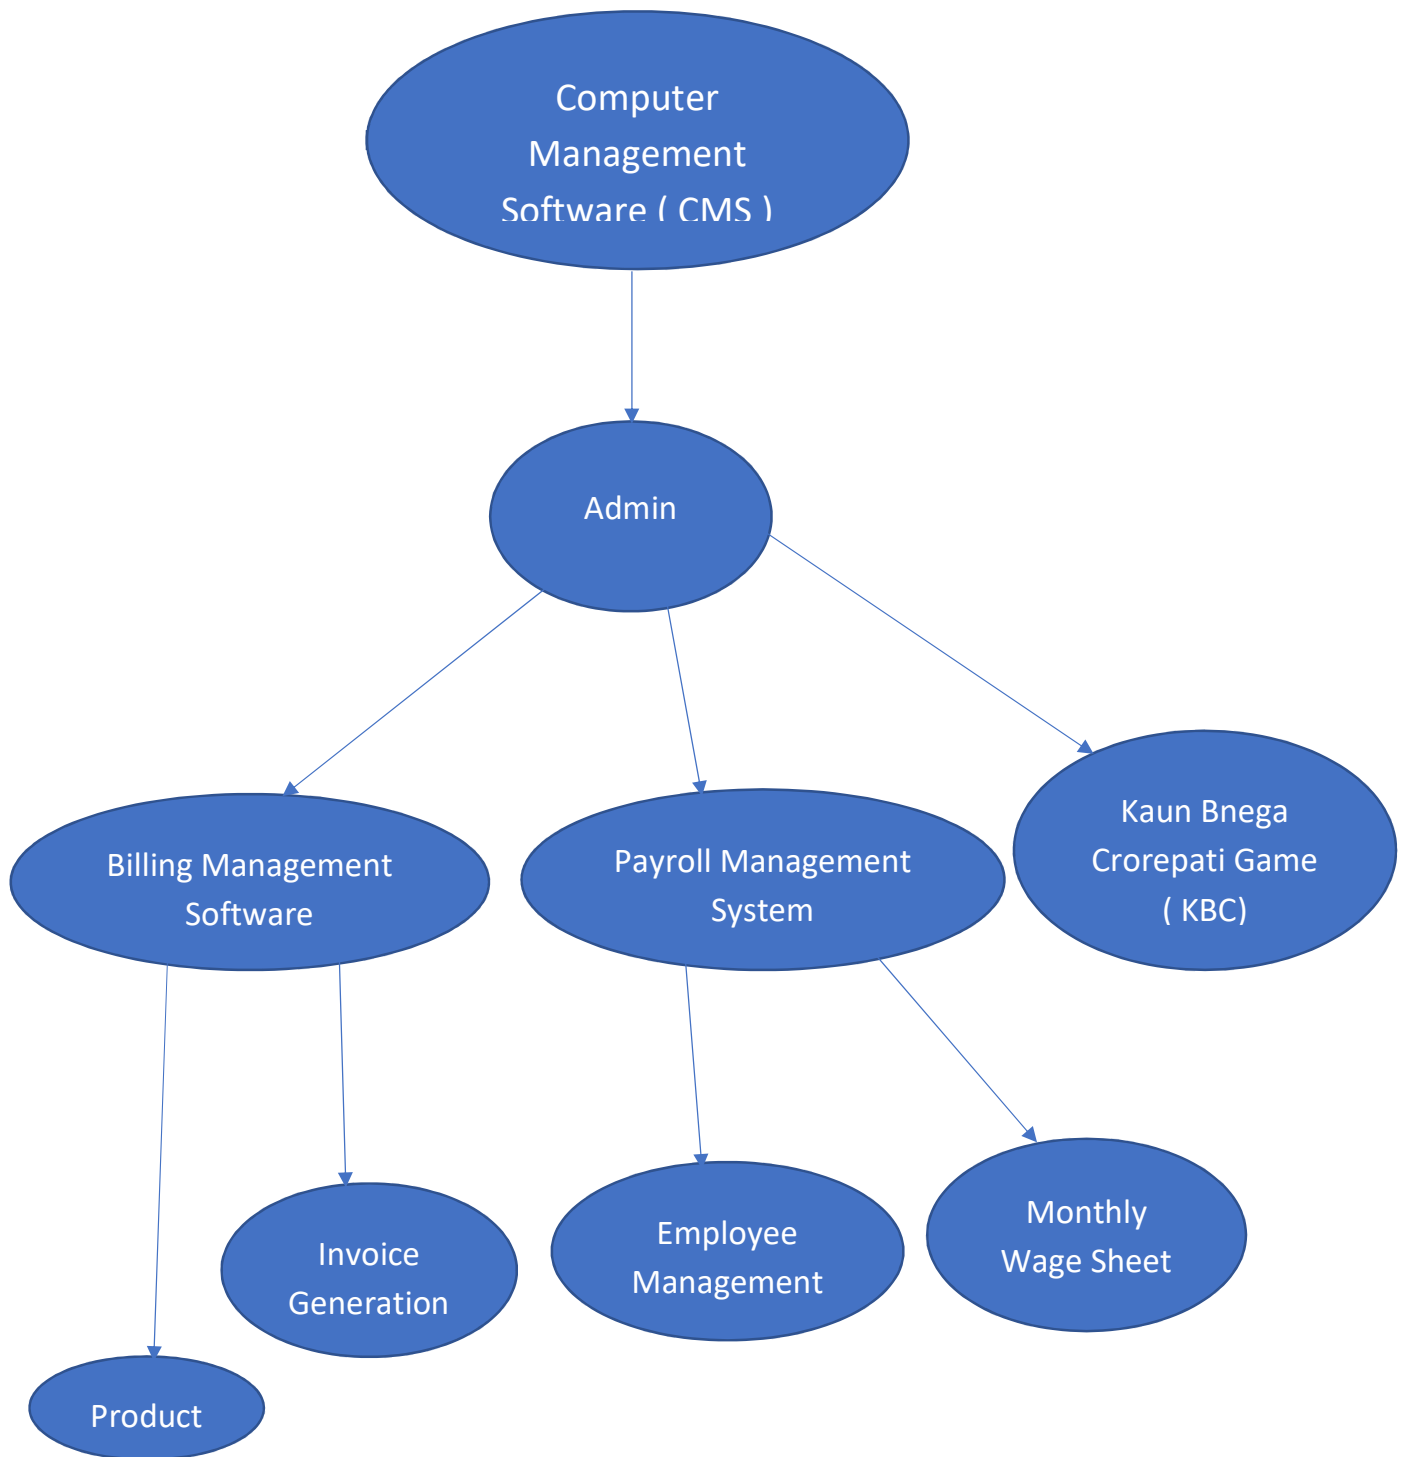 Computer
Management
Software ( CMS )
Admin
Billing Management
Software
Payroll Management
System
Kaun Bnega
Crorepati Game
( KBC)
Invoice
Generation
Employee
Management
Monthly
Wage Sheet
Product